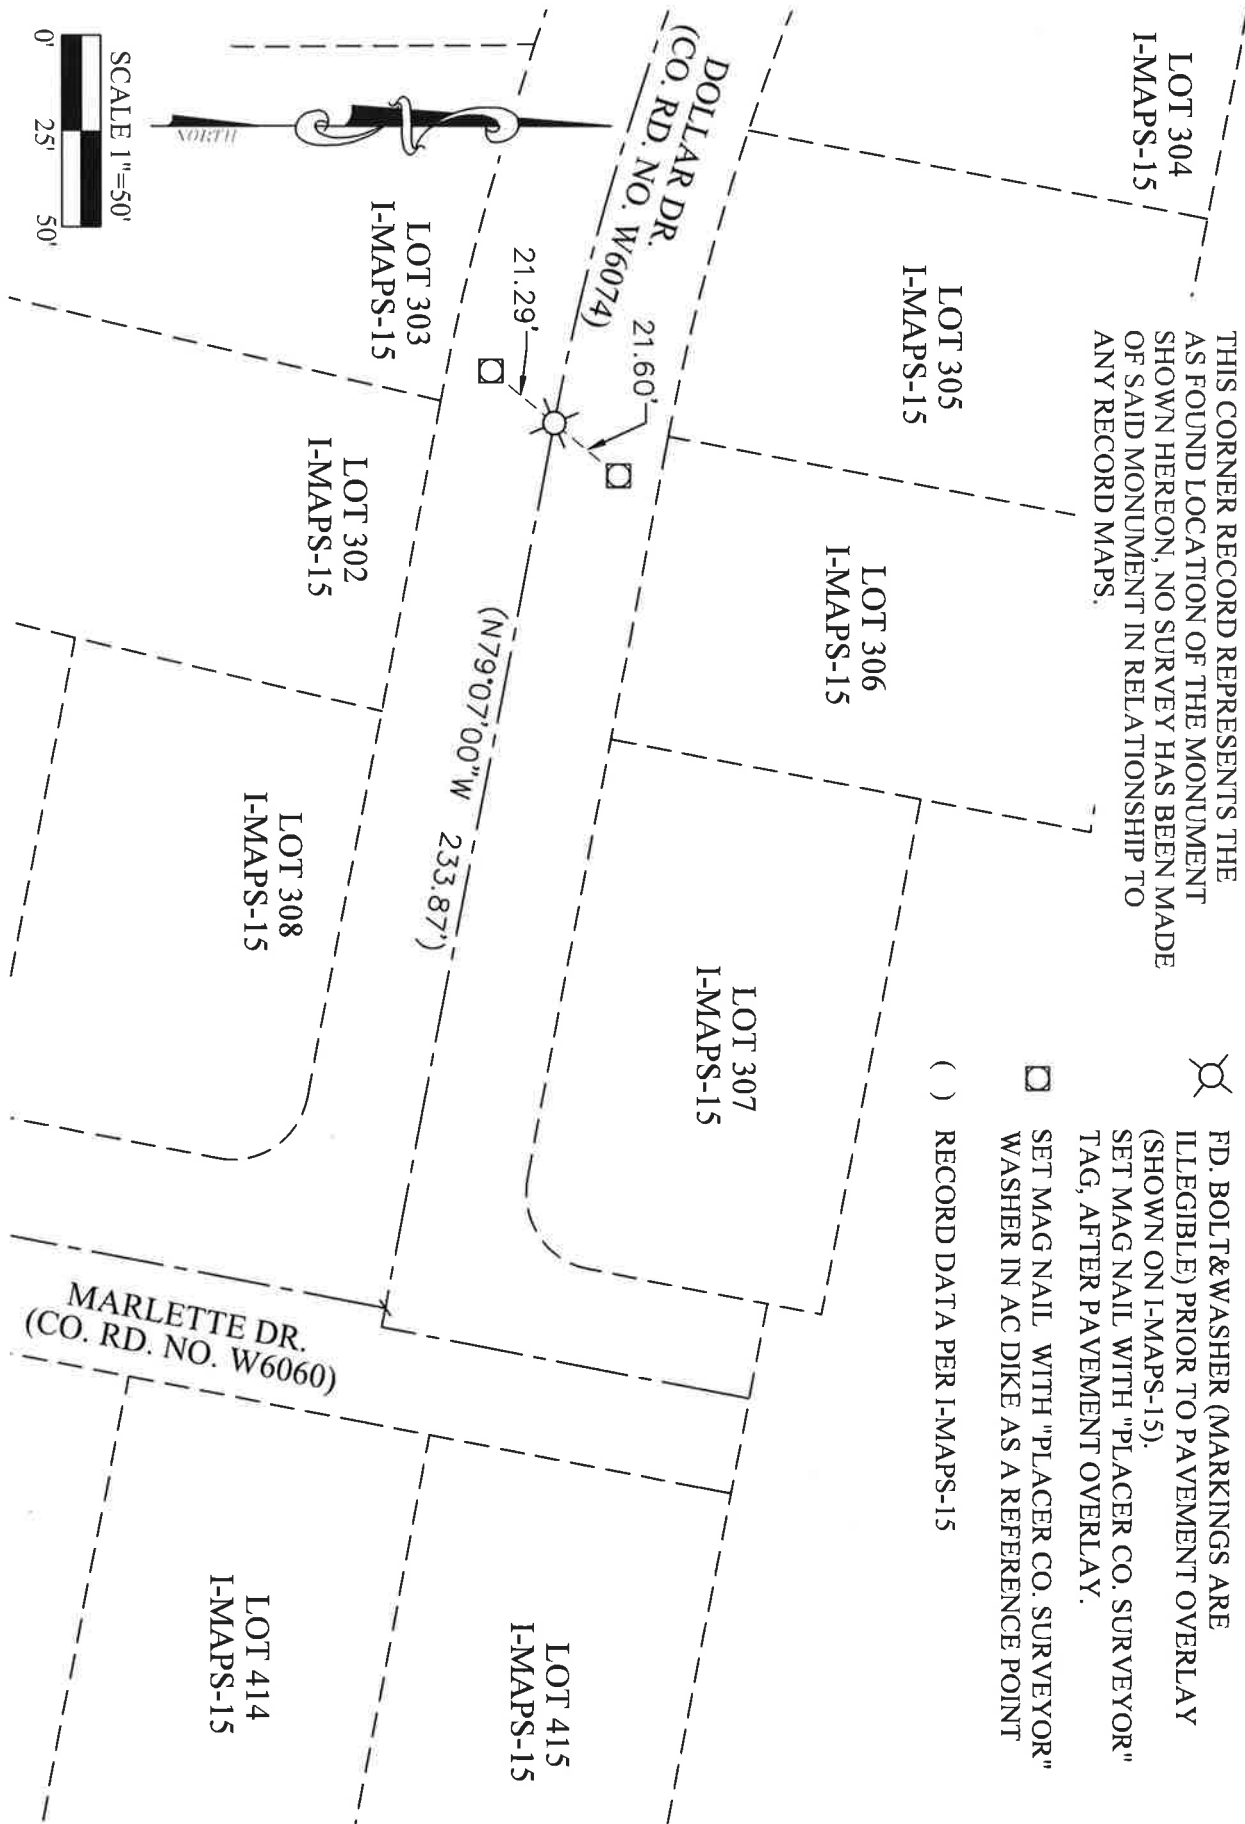 THIS CORNER RECORD REPRESENTS THE
AS FOUND LOCATION OF THE MONUMENT
SHOWN HEREON, NO SURVEY HAS BEEN MADE
OF SAID MONUMENT IN RELATIONSHIP TO
ANY RECORD MAPS.
FD. BOLT&WASHER (MARKINGS ARE
ILLEGIBLE) PRIOR TO PAVEMENT OVERLAY
(SHOWN ON I-MAPS-15).
SET MAG NAIL WITH "PLACER CO. SURVEYOR"
TAG, AFTER PAVEMENT OVERLAY.
SET MAG NAIL WITH "PLACER CO. SURVEYOR"
WASHER IN AC DIKE AS A REFERENCE POINT
( ) RECORD DATA PER I-MAPS-15
LOT 304
I-MAPS-15
LOT 305
I-MAPS-15
LOT 306
I-MAPS-15
LOT 307
I-MAPS-15
DOLLAR DR.
(CO. RD. NO. W6074)
21.60'
21.29'
(N79°07'00"W 233.87')
LOT 303
I-MAPS-15
LOT 302
I-MAPS-15
LOT 308
I-MAPS-15
LOT 415
I-MAPS-15
LOT 414
I-MAPS-15
MARLETTE DR.
(CO. RD. NO. W6060)
NORTH
SCALE 1"=50'
0' 25' 50'